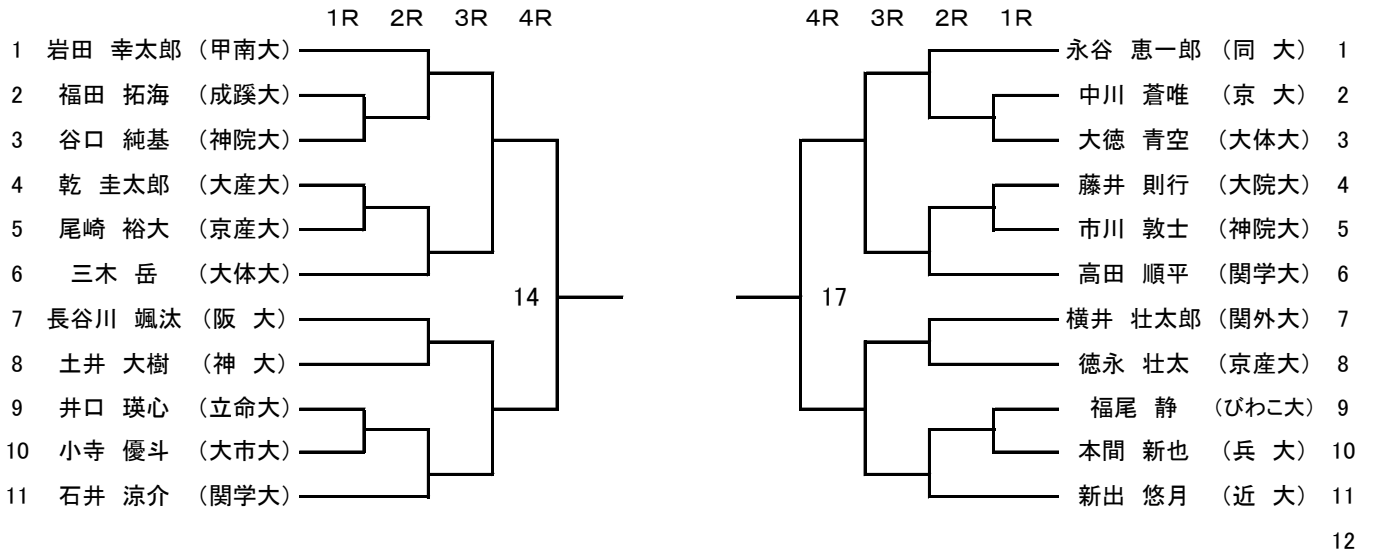 1R 2R 3R 4R
1 岩田 幸太郎 （甲南大）
2 福田 拓海 （成蹊大）
3 谷口 純基 （神院大）
4 乾 圭太郎 （大産大）
5 尾崎 裕大 （京産大）
6 三木 岳 （大体大）
14
7 長谷川 颯汰 （阪 大）
8 土井 大樹 （神 大）
9 井口 瑛心 （立命大）
10 小寺 優斗 （大市大）
11 石井 涼介 （関学大）
4R 3R 2R 1R
永谷 恵一郎 （同 大） 1
中川 蒼唯 （京 大） 2
大徳 青空 （大体大） 3
藤井 則行 （大院大） 4
市川 敦士 （神院大） 5
高田 順平 （関学大） 6
17
横井 壮太郎 （関外大） 7
徳永 壮太 （京産大） 8
福尾 静 （びわこ大） 9
本間 新也 （兵 大） 10
新出 悠月 （近 大） 11
12